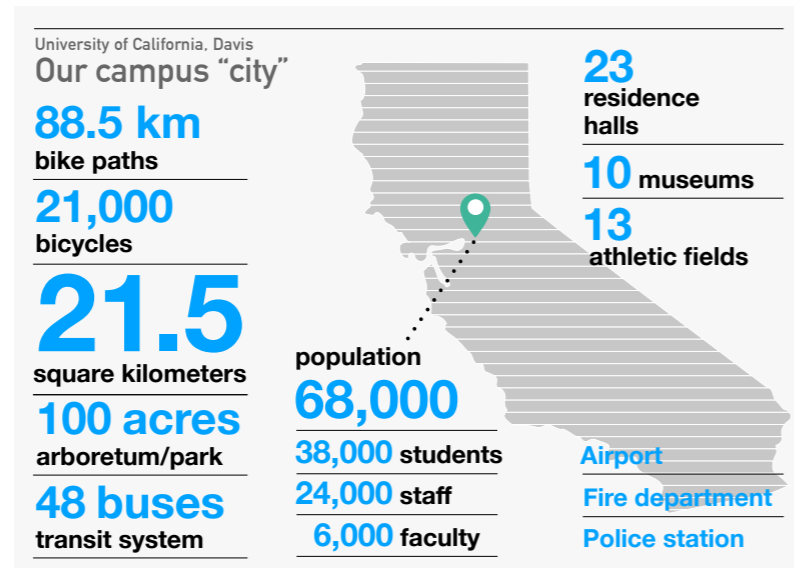 University of California, Davis
Our campus “city”
88.5 km
bike paths
21,000
bicycles
21.5
square kilometers
100 acres
arboretum/park
48 buses
transit system
population
68,000
38,000 students
24,000 staff
6,000 faculty
23
residence
halls
10 museums
13
athletic fields
Airport
Fire department
Police station